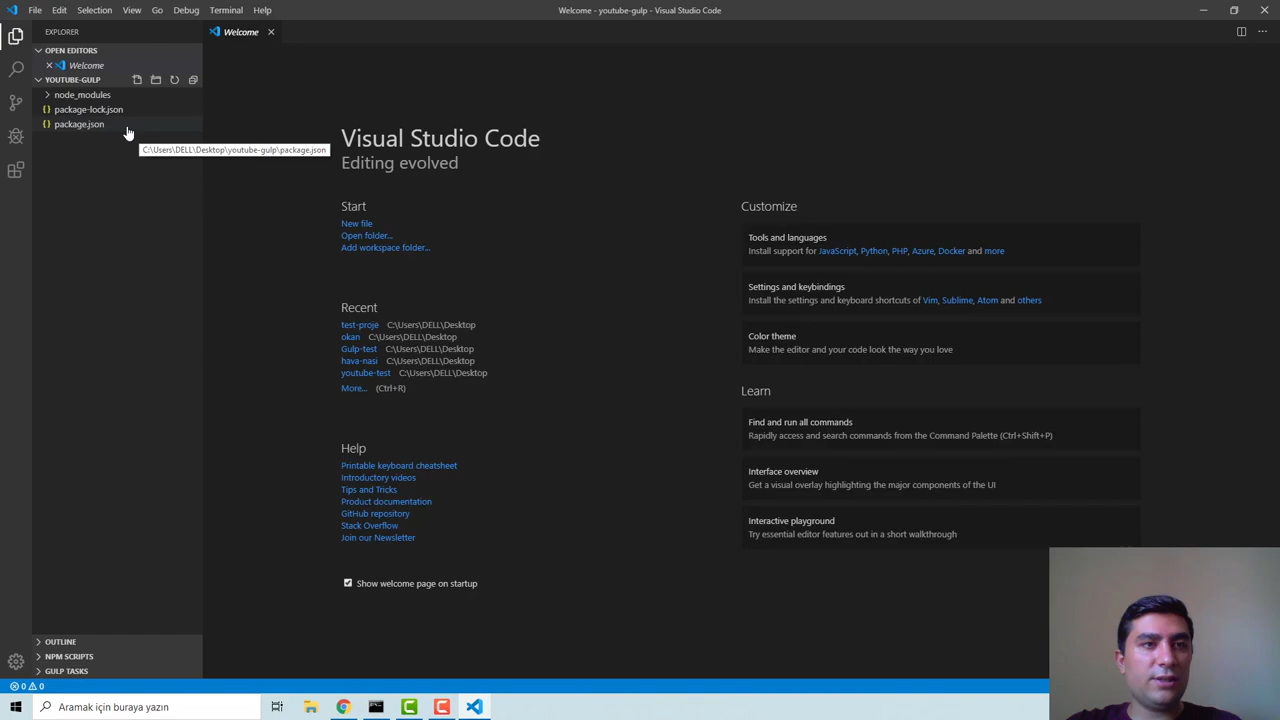 File Edit Selection View Go Debug Terminal Help
Welcome - youtube-gulp - Visual Studio Code
EXPLORER
Welcome
OPEN EDITORS
Welcome
YOUTUBE-GULP
node_modules
package-lock.json
package.json
C:\Users\DELL\Desktop\youtube-gulp\package.json
Visual Studio Code
Editing evolved
Start
New file
Open folder...
Add workspace folder...
Recent
test-proje C:\Users\DELL\Desktop
okan C:\Users\DELL\Desktop
Gulp-test C:\Users\DELL\Desktop
hava-nasi C:\Users\DELL\Desktop
youtube-test C:\Users\DELL\Desktop
More... (Ctrl+R)
Help
Printable keyboard cheatsheet
Introductory videos
Tips and Tricks
Product documentation
GitHub repository
Stack Overflow
Join our Newsletter
Show welcome page on startup
Customize
Tools and languages
Install support for JavaScript, Python, PHP, Azure, Docker and more
Settings and keybindings
Install the settings and keyboard shortcuts of Vim, Sublime, Atom and others
Color theme
Make the editor and your code look the way you love
Learn
Find and run all commands
Rapidly access and search commands from the Command Palette (Ctrl+Shift+P)
Interface overview
Get a visual overlay highlighting the major components of the UI
Interactive playground
Try essential editor features out in a short walkthrough
OUTLINE
NPM SCRIPTS
GULP TASKS
0 0
Aramak için buraya yazın